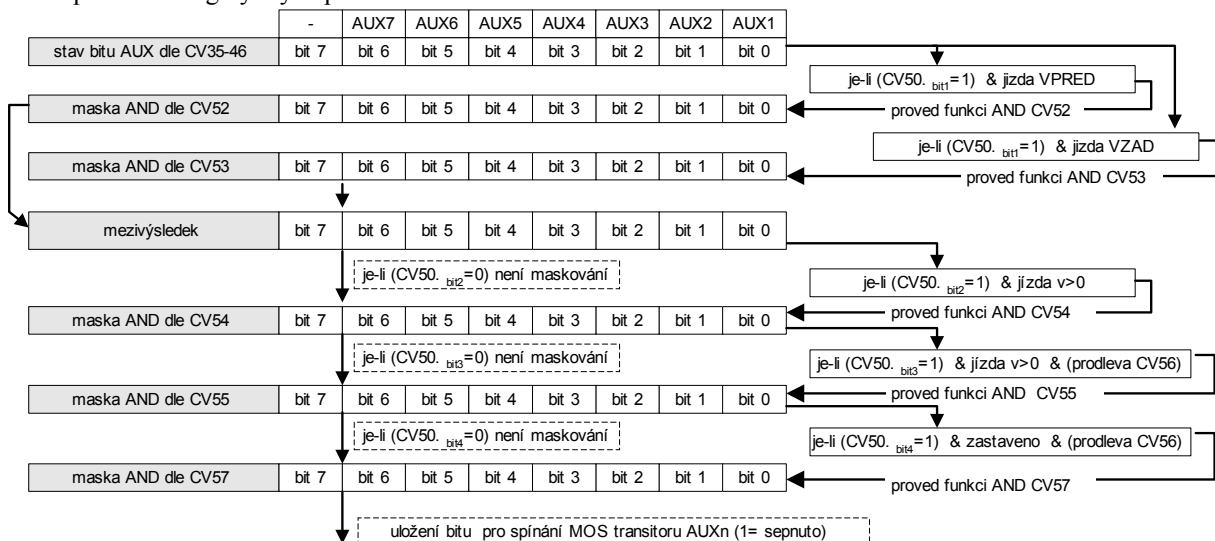 - AUX7 AUX6 AUX5 AUX4 AUX3 AUX2 AUX1
stav bitu AUX dle CV35-46 bit 7 bit 6 bit 5 bit 4 bit 3 bit 2 bit 1 bit 0
je-li (CV50. bit1=1) & jizda VPRED
maska AND dle CV52 bit 7 bit 6 bit 5 bit 4 bit 3 bit 2 bit 1 bit 0 proved funkci AND CV52
je-li (CV50. bit1=1) & jizda VZAD
maska AND dle CV53 bit 7 bit 6 bit 5 bit 4 bit 3 bit 2 bit 1 bit 0 proved funkci AND CV53
mezivýsledek bit 7 bit 6 bit 5 bit 4 bit 3 bit 2 bit 1 bit 0
je-li (CV50. bit2=0) není maskování
je-li (CV50. bit2=1) & jízda v>0
maska AND dle CV54 bit 7 bit 6 bit 5 bit 4 bit 3 bit 2 bit 1 bit 0 proved funkci AND CV54
je-li (CV50. bit3=0) není maskování
je-li (CV50. bit3=1) & jízda v>0 & (prodleva CV56)
maska AND dle CV55 bit 7 bit 6 bit 5 bit 4 bit 3 bit 2 bit 1 bit 0 proved funkci AND CV55
je-li (CV50. bit4=0) není maskování
je-li (CV50. bit4=1) & zastaveno & (prodleva CV56)
maska AND dle CV57 bit 7 bit 6 bit 5 bit 4 bit 3 bit 2 bit 1 bit 0 proved funkci AND CV57
uložení bitu pro spínání MOS transitoru AUXn (1= sepnuto)